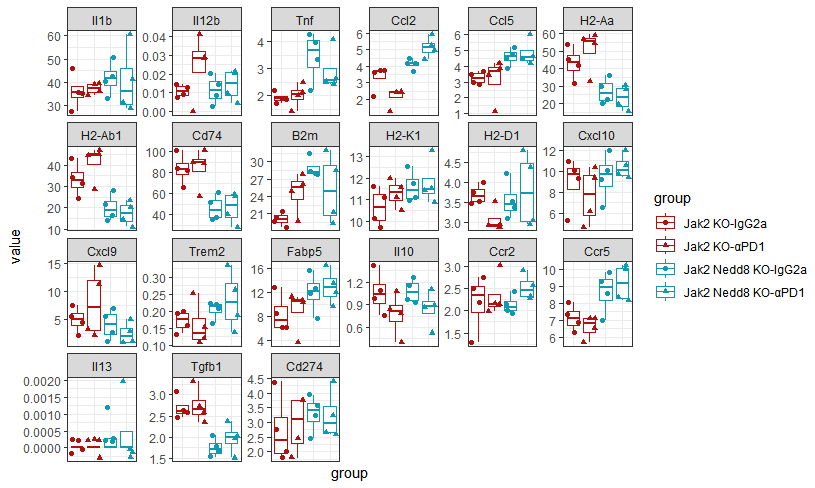 Il1b Il12b Tnf Ccl2 Ccl5 H2-Aa
60 50 40 30
0.04 0.03 0.02 0.01 0.00
4 3 2
6 5 4 3 2 1
6 5 4 3 2 1
60 50 40 30 20
H2-Ab1 Cd74 B2m H2-K1 H2-D1 Cxcl10
40 30 20 10
100 80 60 40
30 27 24 21
13 12 11 10
4.5 4.0 3.5 3.0
11 10 9 8 7 6 5
Cxcl9 Trem2 Fabp5 Il10 Ccr2 Ccr5
15 10 5
0.30 0.25 0.20 0.15 0.10
16 12 8 4
1.5 1.2 0.9 0.6
3.0 2.5 2.0 1.5
10 9 8 7 6
Il13 Tgfb1 Cd274
0.0020 0.0015 0.0010 0.0005 0.0000
3.0 2.5 2.0 1.5
4.5 4.0 3.5 3.0 2.5 2.0
value
group
group
Jak2 KO-IgG2a
Jak2 KO-αPD1
Jak2 Nedd8 KO-IgG2a
Jak2 Nedd8 KO-αPD1